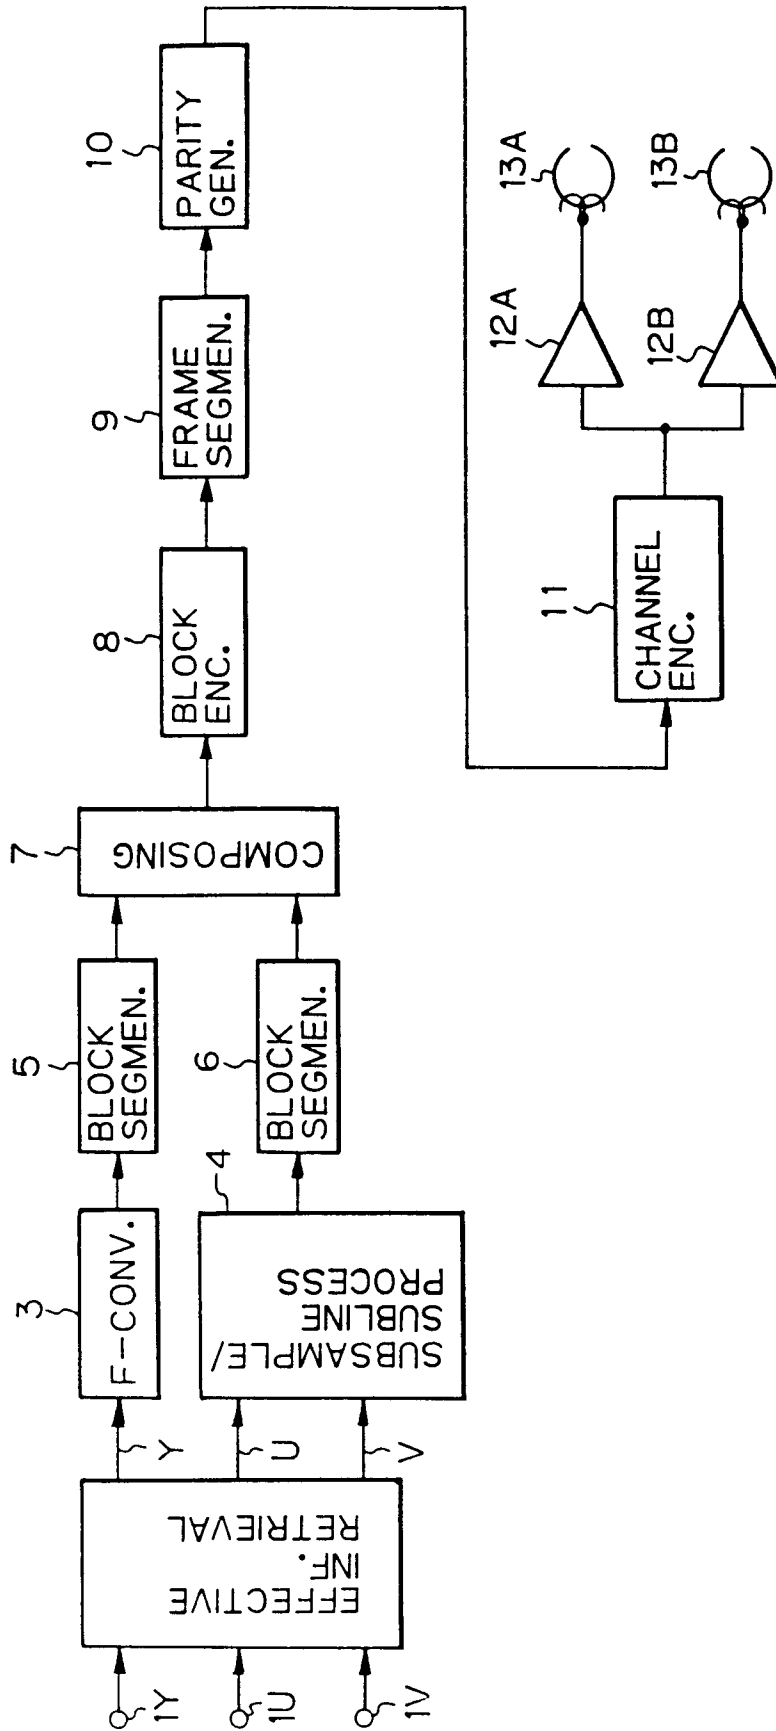 1Y
1U
1V
EFFECTIVE
INF.
RETRIEVAL
Y
U
V
3
F-CONV.
4
SUBSAMPLE/
SUBLINE
PROCESS
5
BLOCK
SEGMEN.
6
BLOCK
SEGMEN.
7
COMPOSING
8
BLOCK
ENC.
9
FRAME
SEGMEN.
10
PARITY
GEN.
11
CHANNEL
ENC.
12A
13A
12B
13B